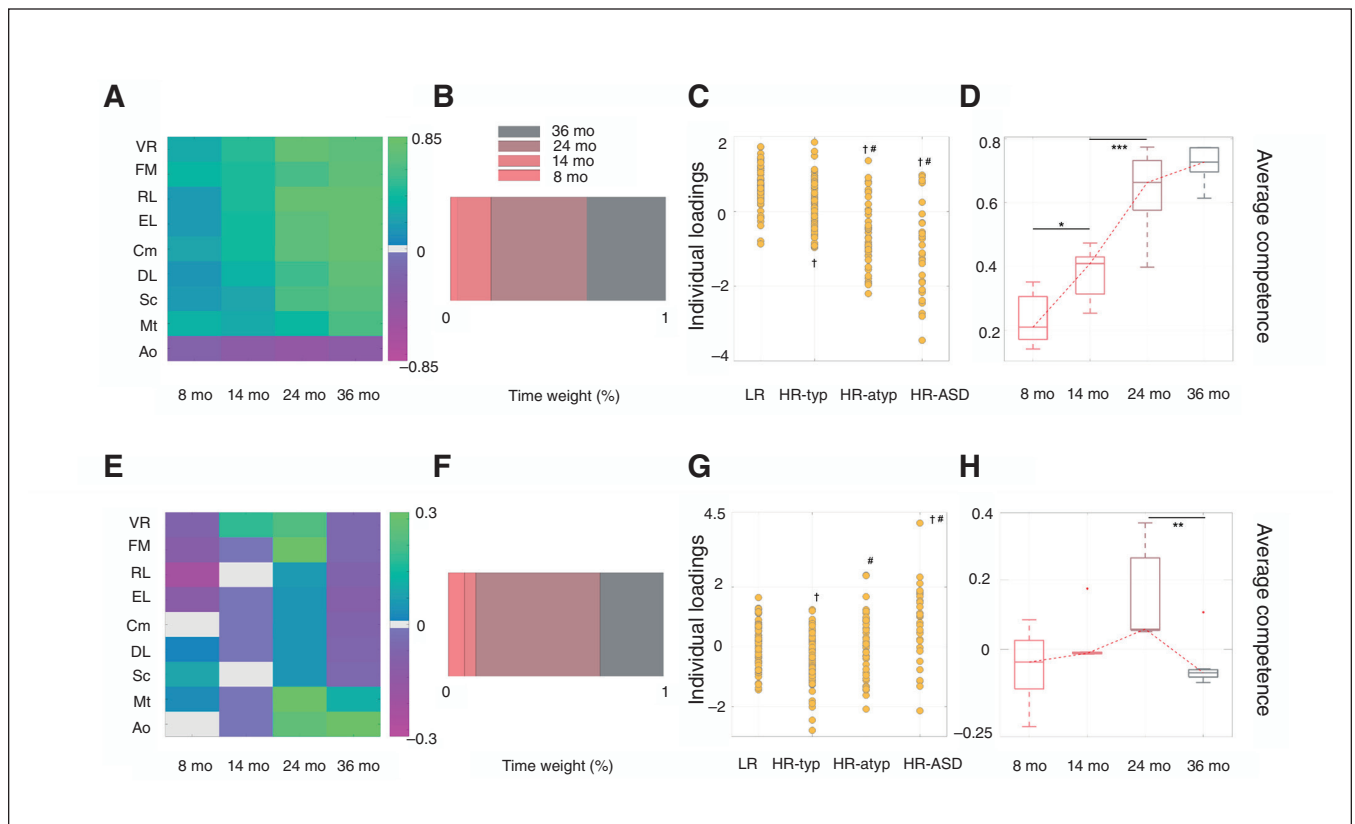 A
VR
FM
RL
EL
Cm
DL
Sc
Mt
Ao
0.85
0
−0.85
8 mo 14 mo 24 mo 36 mo
B
36 mo
24 mo
14 mo
8 mo
0 1
Time weight (%)
C
Individual loadings
2
0
−2
−4
†
† #
† #
LR HR-typ HR-atyp HR-ASD
D
0.8
0.6
0.4
0.2
*
***
Average competence
8 mo 14 mo 24 mo 36 mo
E
VR
FM
RL
EL
Cm
DL
Sc
Mt
Ao
0.3
0
−0.3
8 mo 14 mo 24 mo 36 mo
F
0 1
Time weight (%)
G
Individual loadings
4.5
2
0
−2
†
#
† #
LR HR-typ HR-atyp HR-ASD
H
0.4
0.2
0
−0.25
**
Average competence
8 mo 14 mo 24 mo 36 mo